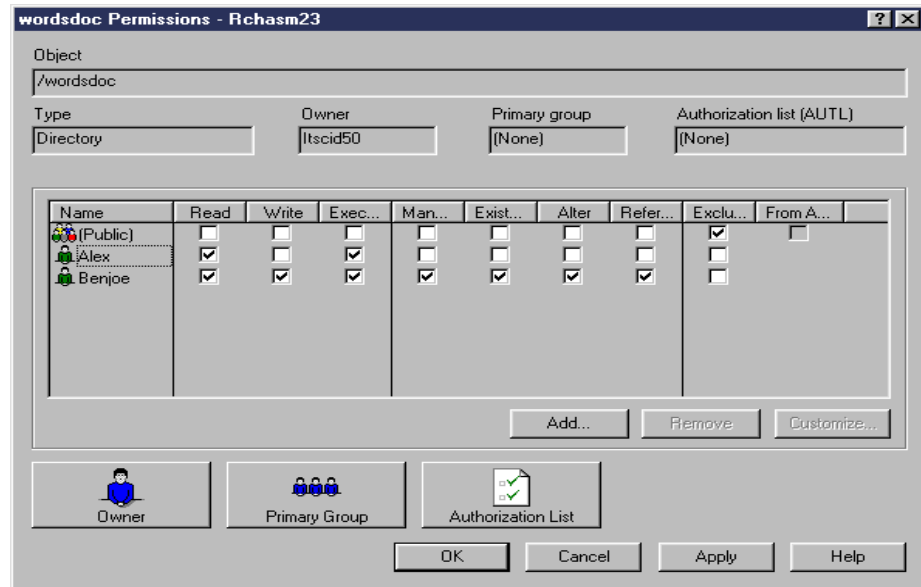 wordsdoc Permissions - Rchasm23
Object
/wordsdoc
Type Owner Primary group Authorization list (AUTL)
Directory Itscid50 (None) (None)
Name Read Write Exec... Man... Exist... Alter Refer... Exclu... From A...
(Public)
Alex
Benjoe
Add... Remove Customize...
Owner Primary Group Authorization List
OK Cancel Apply Help